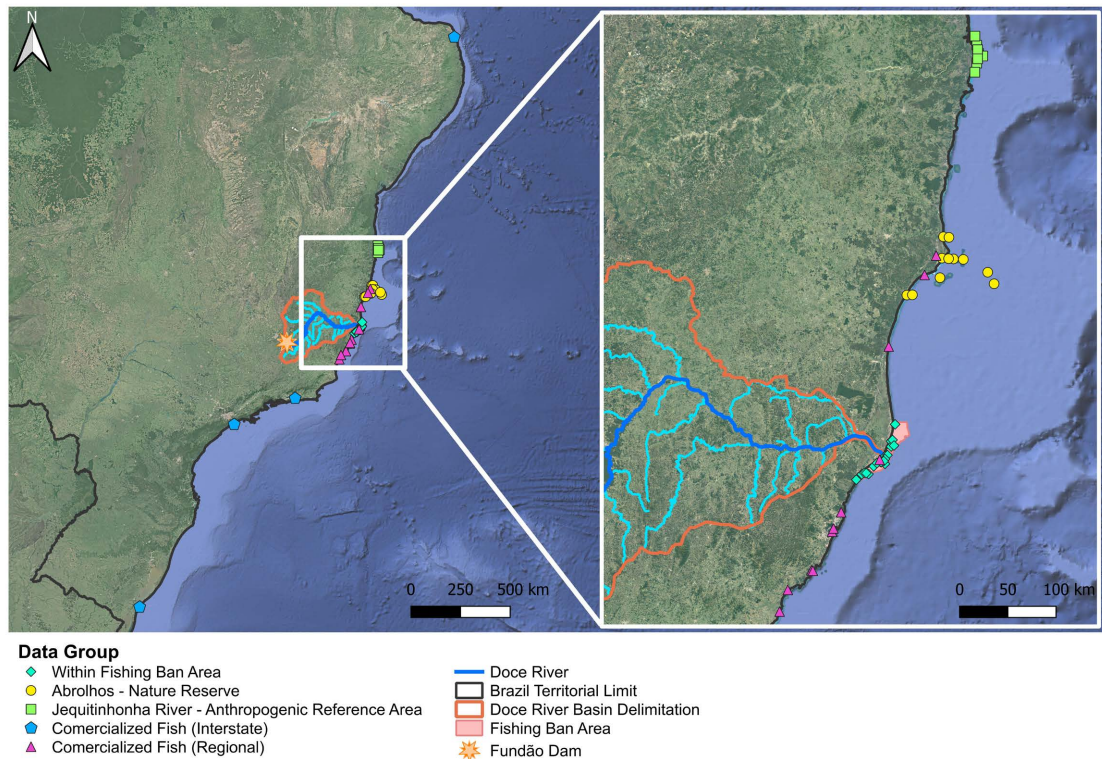 N
0 250 500 km
0 50 100 km
Data Group
Within Fishing Ban Area
Abrolhos - Nature Reserve
Jequitinhonha River - Anthropogenic Reference Area
Comercialized Fish (Interstate)
Comercialized Fish (Regional)
Doce River
Brazil Territorial Limit
Doce River Basin Delimitation
Fishing Ban Area
Fundão Dam